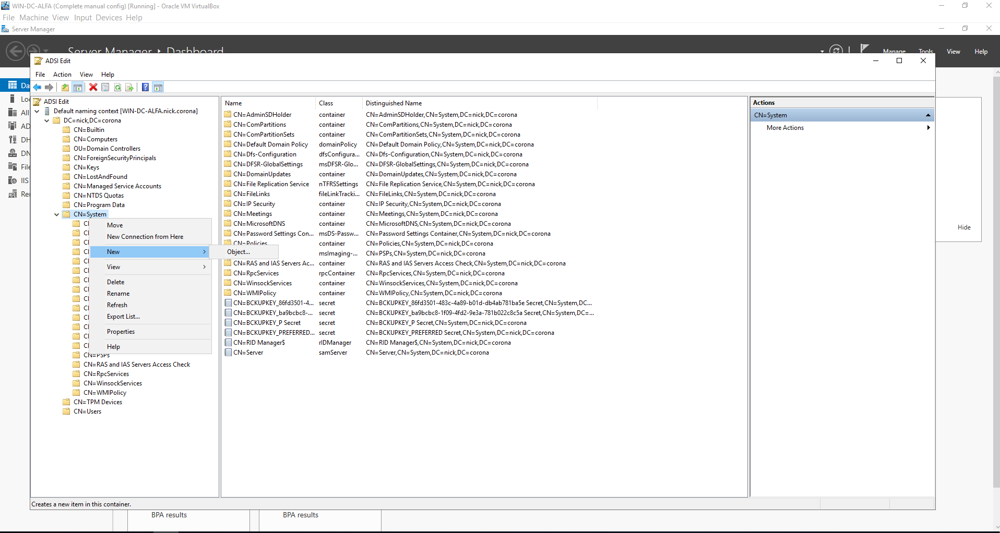 WIN-DC-ALFA (Complete manual config) [Running] - Oracle VM VirtualBox
File Machine View Input Devices Help
Server Manager
Server Manager Dashboard
Manage Tools View Help
ADSI Edit
File Action View Help
Da
Loc
All
AD
DH
DN
File
IIS
Rer
ADSI Edit
Default naming context [WIN-DC-ALFA.nick.corona]
DC=nick,DC=corona
CN=Builtin
CN=Computers
OU=Domain Controllers
CN=ForeignSecurityPrincipals
CN=Keys
CN=LostAndFound
CN=Managed Service Accounts
CN=NTDS Quotas
CN=Program Data
CN=System
Move
New Connection from Here
New
Object...
View
Delete
Rename
Refresh
Export List...
Properties
Help
CN=PSPs
CN=RAS and IAS Servers Access Check
CN=RpcServices
CN=WinsockServices
CN=WMIPolicy
CN=TPM Devices
CN=Users
Name Class Distinguished Name
CN=AdminSDHolder container CN=AdminSDHolder,CN=System,DC=nick,DC=corona
CN=ComPartitions container CN=ComPartitions,CN=System,DC=nick,DC=corona
CN=ComPartitionSets container CN=ComPartitionSets,CN=System,DC=nick,DC=corona
CN=Default Domain Policy domainPolicy CN=Default Domain Policy,CN=System,DC=nick,DC=corona
CN=Dfs-Configuration dfsConfigura... CN=Dfs-Configuration,CN=System,DC=nick,DC=corona
CN=DFSR-GlobalSettings msDFSR-Glo... CN=DFSR-GlobalSettings,CN=System,DC=nick,DC=corona
CN=DomainUpdates container CN=DomainUpdates,CN=System,DC=nick,DC=corona
CN=File Replication Service nTFRSSettings CN=File Replication Service,CN=System,DC=nick,DC=corona
CN=FileLinks fileLinkTracki... CN=FileLinks,CN=System,DC=nick,DC=corona
CN=IP Security container CN=IP Security,CN=System,DC=nick,DC=corona
CN=Meetings container CN=Meetings,CN=System,DC=nick,DC=corona
CN=MicrosoftDNS container CN=MicrosoftDNS,CN=System,DC=nick,DC=corona
CN=Password Settings Con... msDS-Passw... CN=Password Settings Container,CN=System,DC=nick,DC=corona
CN=Policies container CN=Policies,CN=System,DC=nick,DC=corona
msImaging-... CN=PSPs,CN=System,DC=nick,DC=corona
CN=RAS and IAS Servers Ac... container CN=RAS and IAS Servers Access Check,CN=System,DC=nick,DC=corona
CN=RpcServices rpcContainer CN=RpcServices,CN=System,DC=nick,DC=corona
CN=WinsockServices container CN=WinsockServices,CN=System,DC=nick,DC=corona
CN=WMIPolicy container CN=WMIPolicy,CN=System,DC=nick,DC=corona
CN=BCKUPKEY_86fd3501-4... secret CN=BCKUPKEY_86fd3501-483c-4a89-b01d-db4ab781ba5e Secret,CN=System,DC...
CN=BCKUPKEY_ba9bcbc8-... secret CN=BCKUPKEY_ba9bcbc8-1f09-4fd2-9e3a-781b022c8c5a Secret,CN=System,DC=...
CN=BCKUPKEY_P Secret secret CN=BCKUPKEY_P Secret,CN=System,DC=nick,DC=corona
CN=BCKUPKEY_PREFERRED... secret CN=BCKUPKEY_PREFERRED Secret,CN=System,DC=nick,DC=corona
CN=RID Manager$ rIDManager CN=RID Manager$,CN=System,DC=nick,DC=corona
CN=Server samServer CN=Server,CN=System,DC=nick,DC=corona
Actions
CN=System
More Actions
Hide
Creates a new item in this container.
BPA results
BPA results